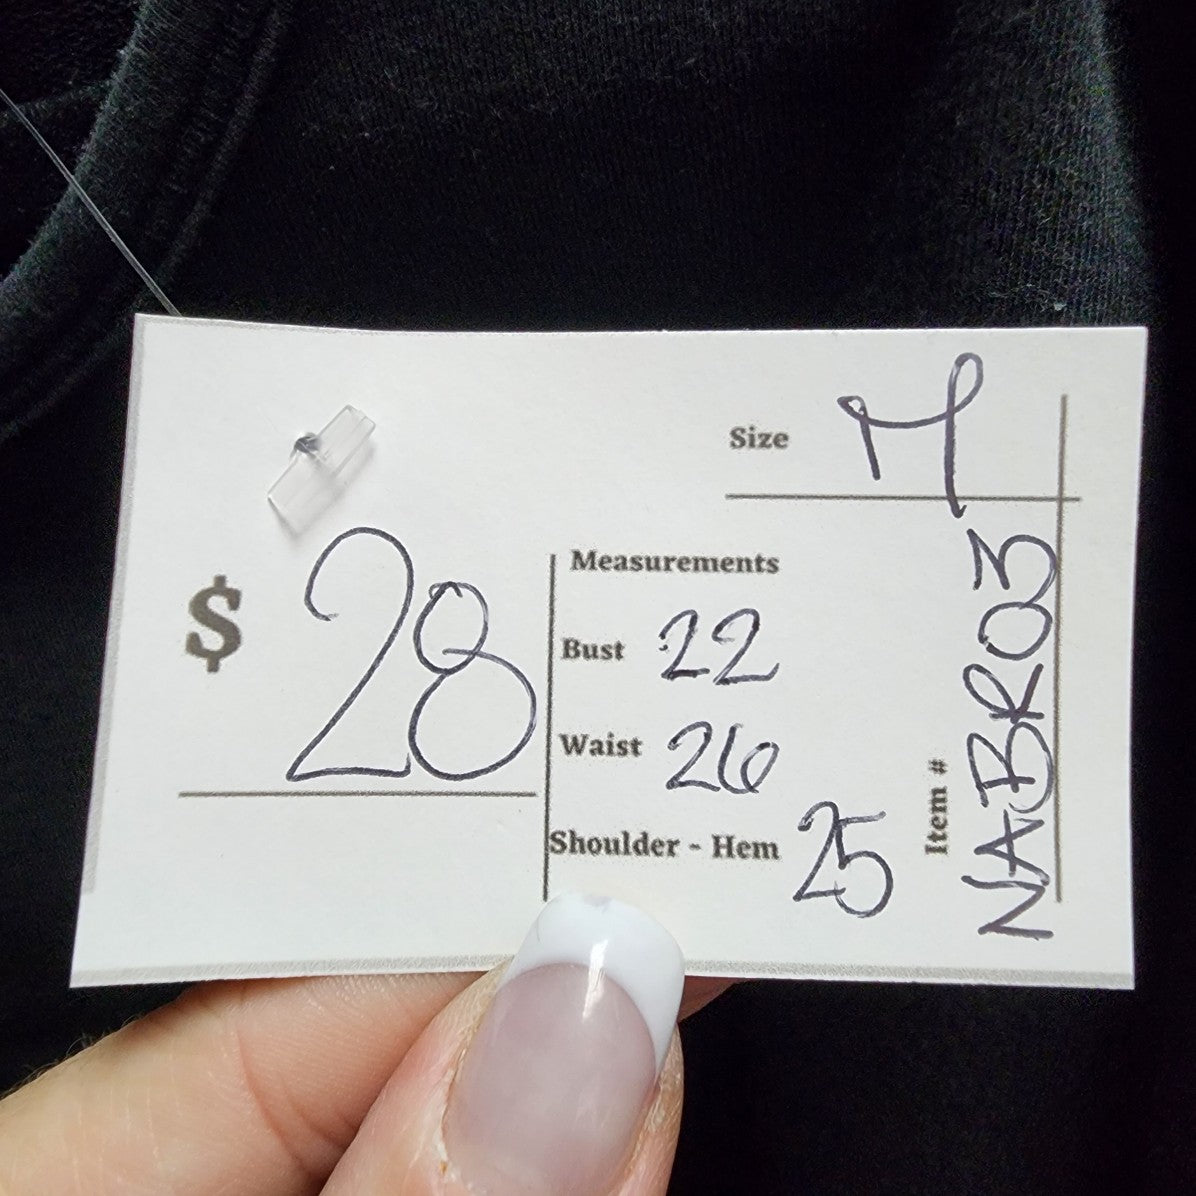 Size M
$ 28
Measurements
Bust 22
Waist 26
Shoulder - Hem 25
Item # NABR03